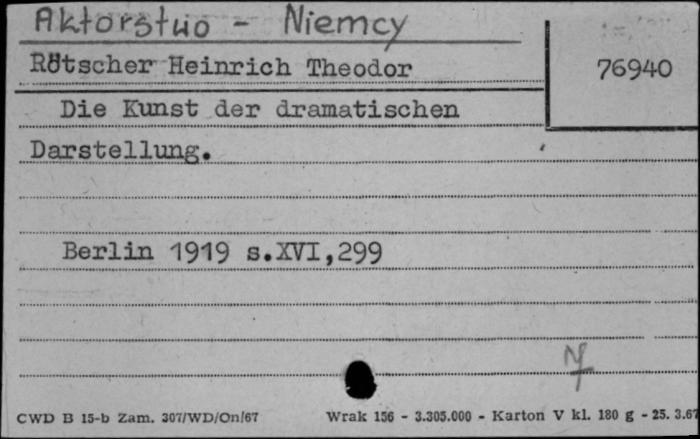 Aktorstwo - Niemcy
Rötscher Heinrich Theodor
76940
Die Kunst der dramatischen
Darstellung.
Berlin 1919 s.XVI,299
CWD B 15-b Zam. 307/WD/On/67
Wrak 156 - 3.305.000 - Karton V kl. 180 g - 25. 3.67